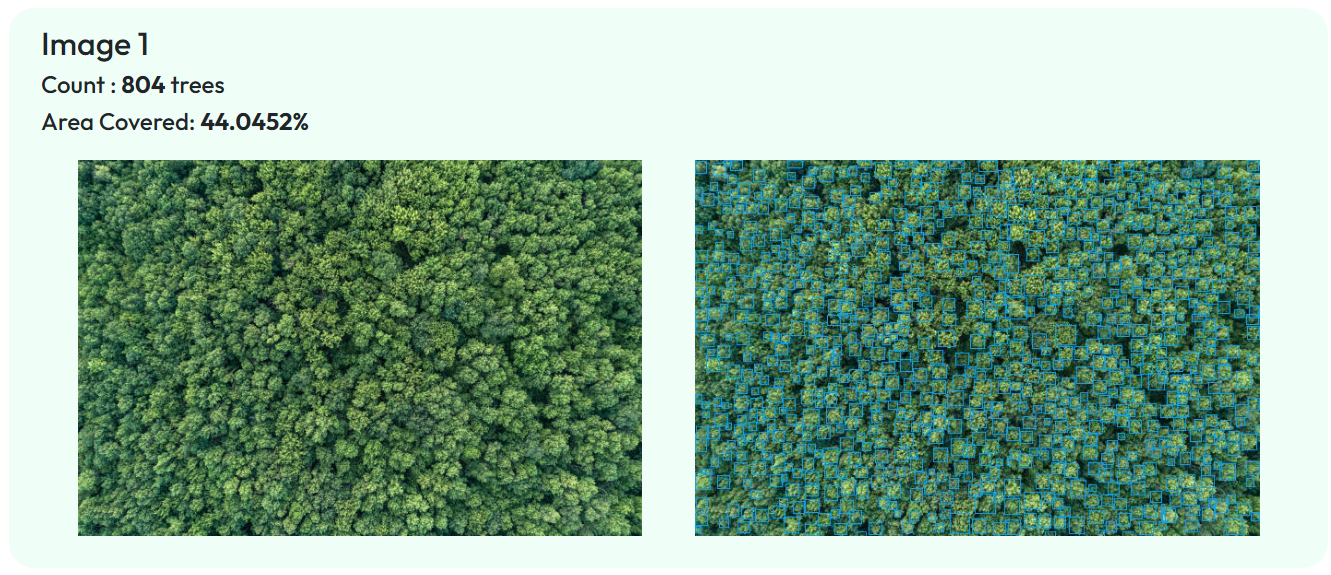 Image 1
Count : 804 trees
Area Covered: 44.0452%